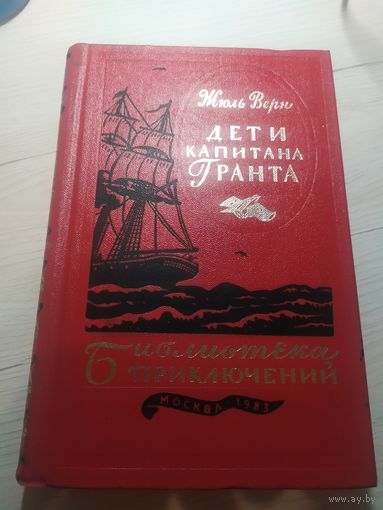 Жюль Верн
ДЕТИ
КАПИТАНА
ГРАНТА
Библиотека
ПРИКЛЮЧЕНИЙ
МОСКВА 1983
www.ay.by